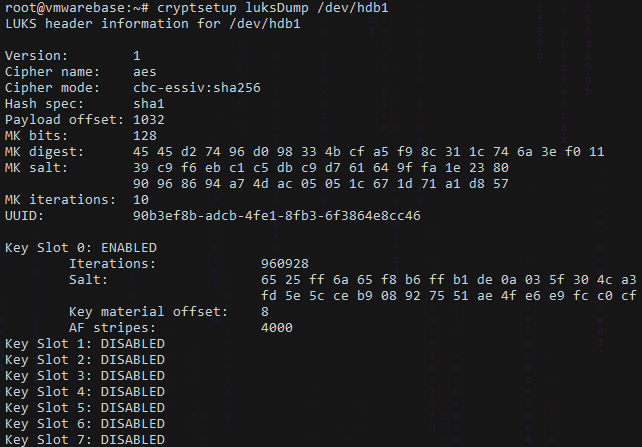 root@vmwarebase:~# cryptsetup luksDump /dev/hdb1
LUKS header information for /dev/hdb1

Version:        1
Cipher name:    aes
Cipher mode:    cbc-essiv:sha256
Hash spec:      sha1
Payload offset: 1032
MK bits:        128
MK digest:      45 45 d2 74 96 d0 98 33 4b cf a5 f9 8c 31 1c 74 6a 3e f0 11
MK salt:        39 c9 f6 eb c1 c5 db c9 d7 61 64 9f fa 1e 23 80
                90 96 86 94 a7 4d ac 05 05 1c 67 1d 71 a1 d8 57
MK iterations:  10
UUID:           90b3ef8b-adcb-4fe1-8fb3-6f3864e8cc46

Key Slot 0: ENABLED
        Iterations:             960928
        Salt:                   65 25 ff 6a 65 f8 b6 ff b1 de 0a 03 5f 30 4c a3
                                fd 5e 5c ce b9 08 92 75 51 ae 4f e6 e9 fc c0 cf
        Key material offset:    8
        AF stripes:             4000
Key Slot 1: DISABLED
Key Slot 2: DISABLED
Key Slot 3: DISABLED
Key Slot 4: DISABLED
Key Slot 5: DISABLED
Key Slot 6: DISABLED
Key Slot 7: DISABLED